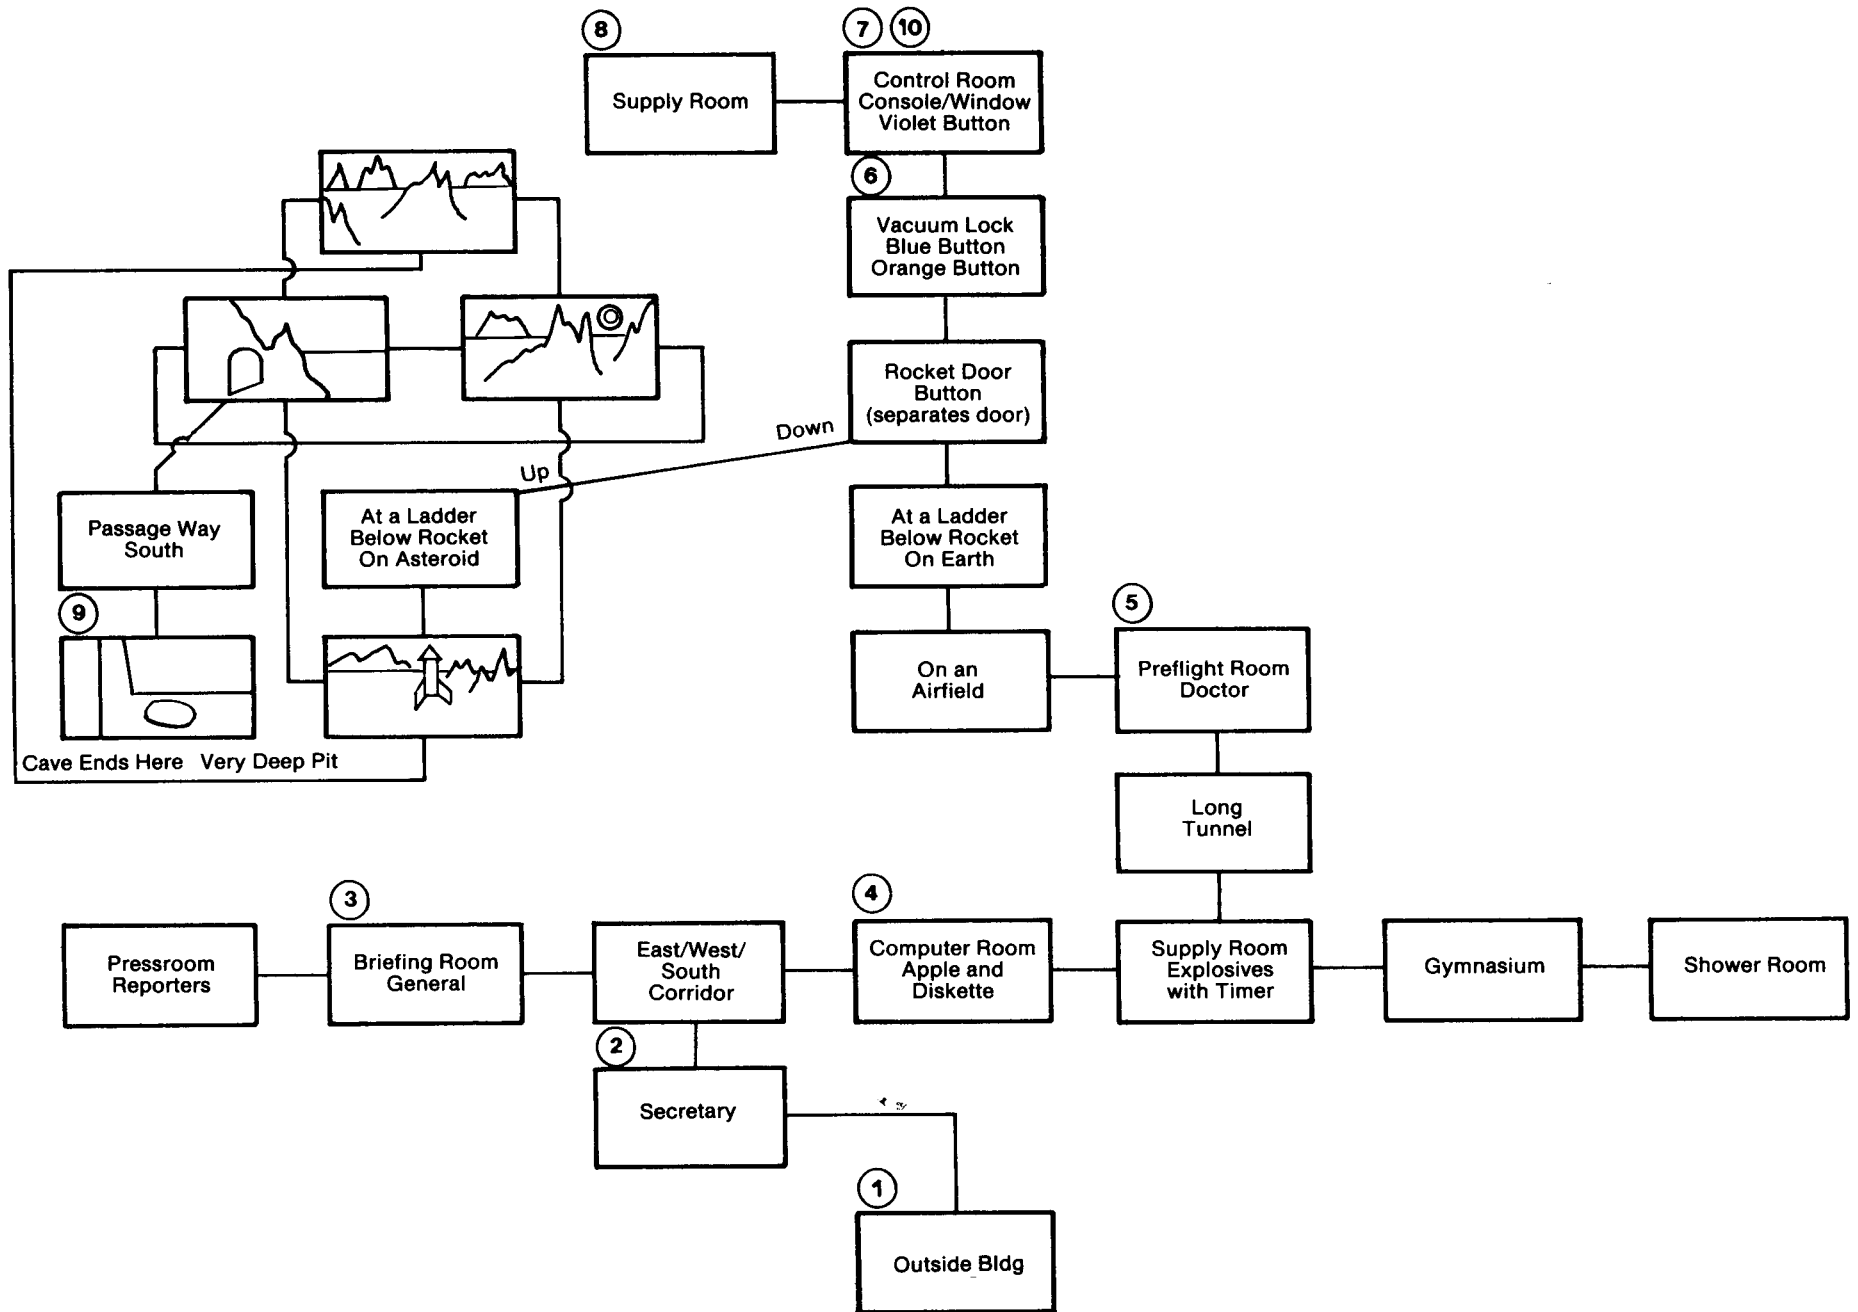 8
7
10
Supply Room
Control Room
Console/Window
Violet Button
6
Vacuum Lock
Blue Button
Orange Button
Rocket Door
Button
(separates door)
Down
Up
Passage Way
South
At a Ladder
Below Rocket
On Asteroid
At a Ladder
Below Rocket
On Earth
9
5
On an
Airfield
Preflight Room
Doctor
Cave Ends Here Very Deep Pit
Long
Tunnel
3
4
Pressroom
Reporters
Briefing Room
General
East/West/
South
Corridor
Computer Room
Apple and
Diskette
Supply Room
Explosives
with Timer
Gymnasium
Shower Room
2
Secretary
1
Outside Bldg